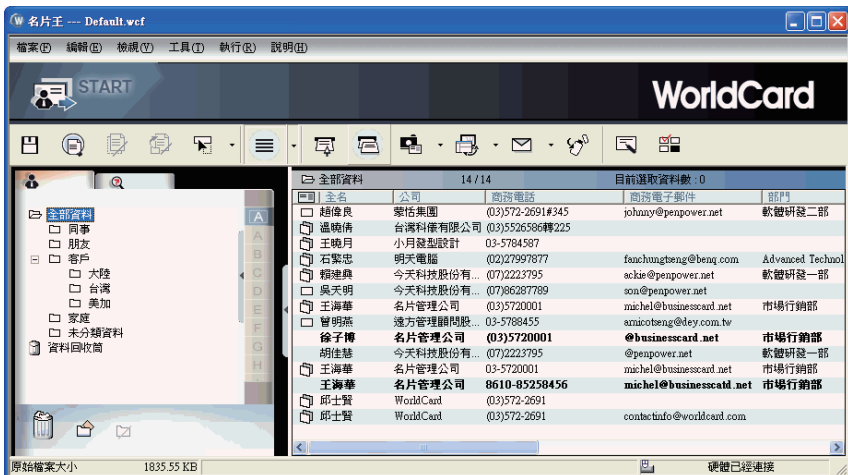 名片王 --- Default.wcf
檔案(F) 編輯(E) 檢視(V) 工具(T) 執行(R) 說明(H)
START
WorldCard
全部資料 14/14 目前選取資料數 : 0
全名 公司 商務電話 商務電子郵件 部門
趙偉良 蒙恬集團 (03)572-2691#345 johnny@penpower.net 軟體研發二部
溫曉倩 台灣科儀有限公司 (03)5526586轉225
王曉月 小月發型設計 03-5784587
石繁忠 明天電腦 (02)27997877 fanchungtseng@benq.com Advanced Technol
賴建興 今天科技股份有... (07)2223795 ackie@penpower.net 軟體研發一部
吳天明 今天科技股份有... (07)86287789 son@penpower.net
王海華 名片管理公司 (03)5720001 michel@businesscard.net 市場行銷部
曾明燕 遠方管理顧問股... 03-5788455 amicotseng@dey.com.tw
徐子博 名片管理公司 (03)5720001 @businesscard.net 市場行銷部
胡佳慧 今天科技股份有... (07)2223795 @penpower.net 軟體研發一部
王海華 名片管理公司 03-5720001 michel@businesscard.net 市場行銷部
王海華 名片管理公司 8610-85258456 michel@businesscatd.net 市場行銷部
邱士賢 WorldCard (03)572-2691
邱士賢 WorldCard (03)572-2691 contactinfo@worldcard.com
全部資料
同事
朋友
客戶
大陸
台灣
美加
家庭
未分類資料
資料回收筒
A
A
B
C
D
E
F
G
H
原始檔案大小 1835.55 KB 硬體已經連接